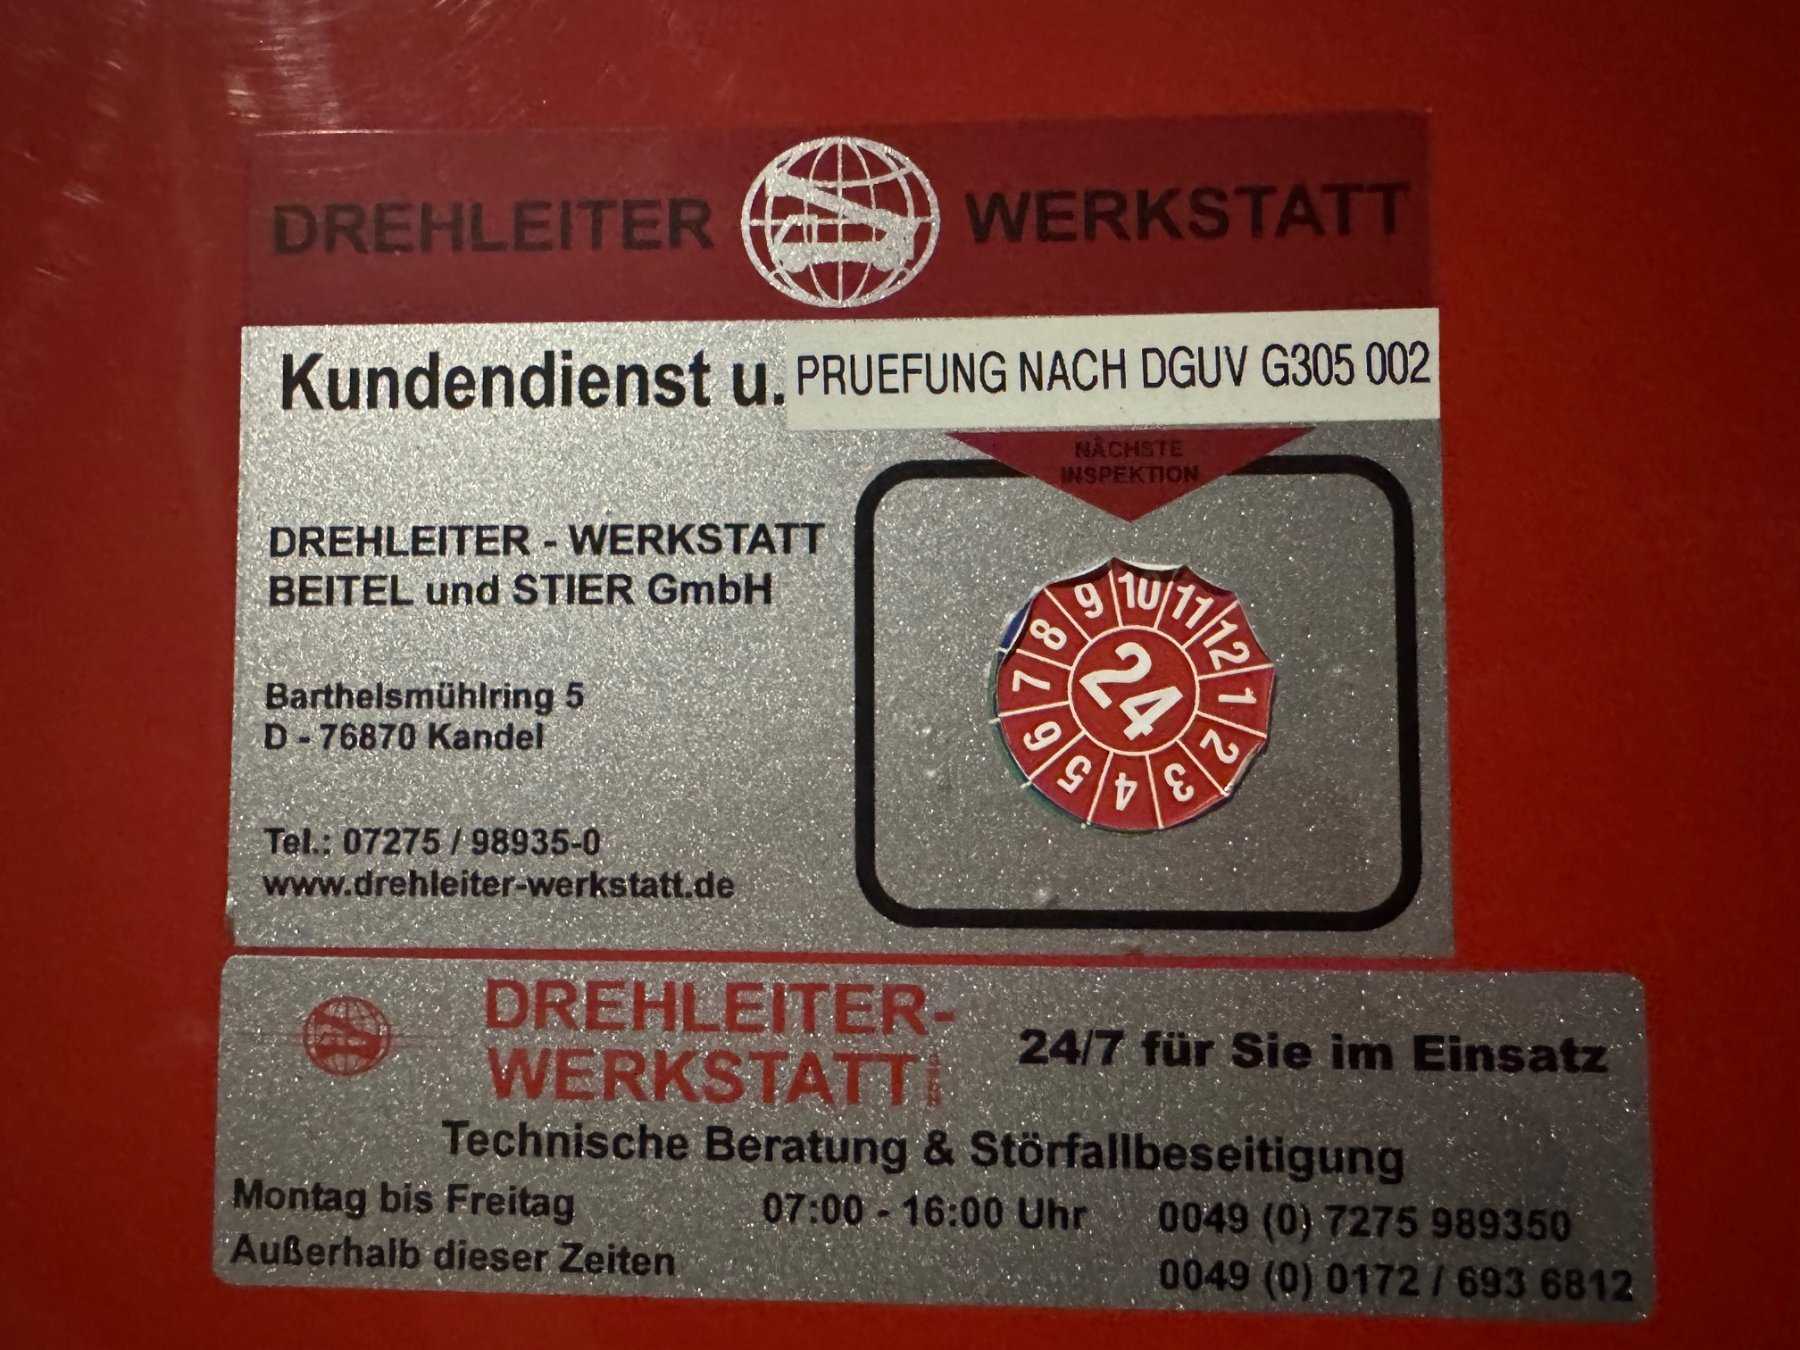 DREHLEITER WERKSTATT
Kundendienst u. PRUEFUNG NACH DGUV G305 002
NÄCHSTE
INSPEKTION
DREHLEITER - WERKSTATT
BEITEL und STIER GmbH
Barthelsmühlring 5
D - 76870 Kandel
Tel.: 07275 / 98935-0
www.drehleiter-werkstatt.de
9 10 11 12 1 2 3 4 5 6 7 8
24
DREHLEITER-
WERKSTATT
24/7 für Sie im Einsatz
Technische Beratung & Störfallbeseitigung
Montag bis Freitag 07:00 - 16:00 Uhr 0049 (0) 7275 989350
Außerhalb dieser Zeiten 0049 (0) 0172 / 693 6812